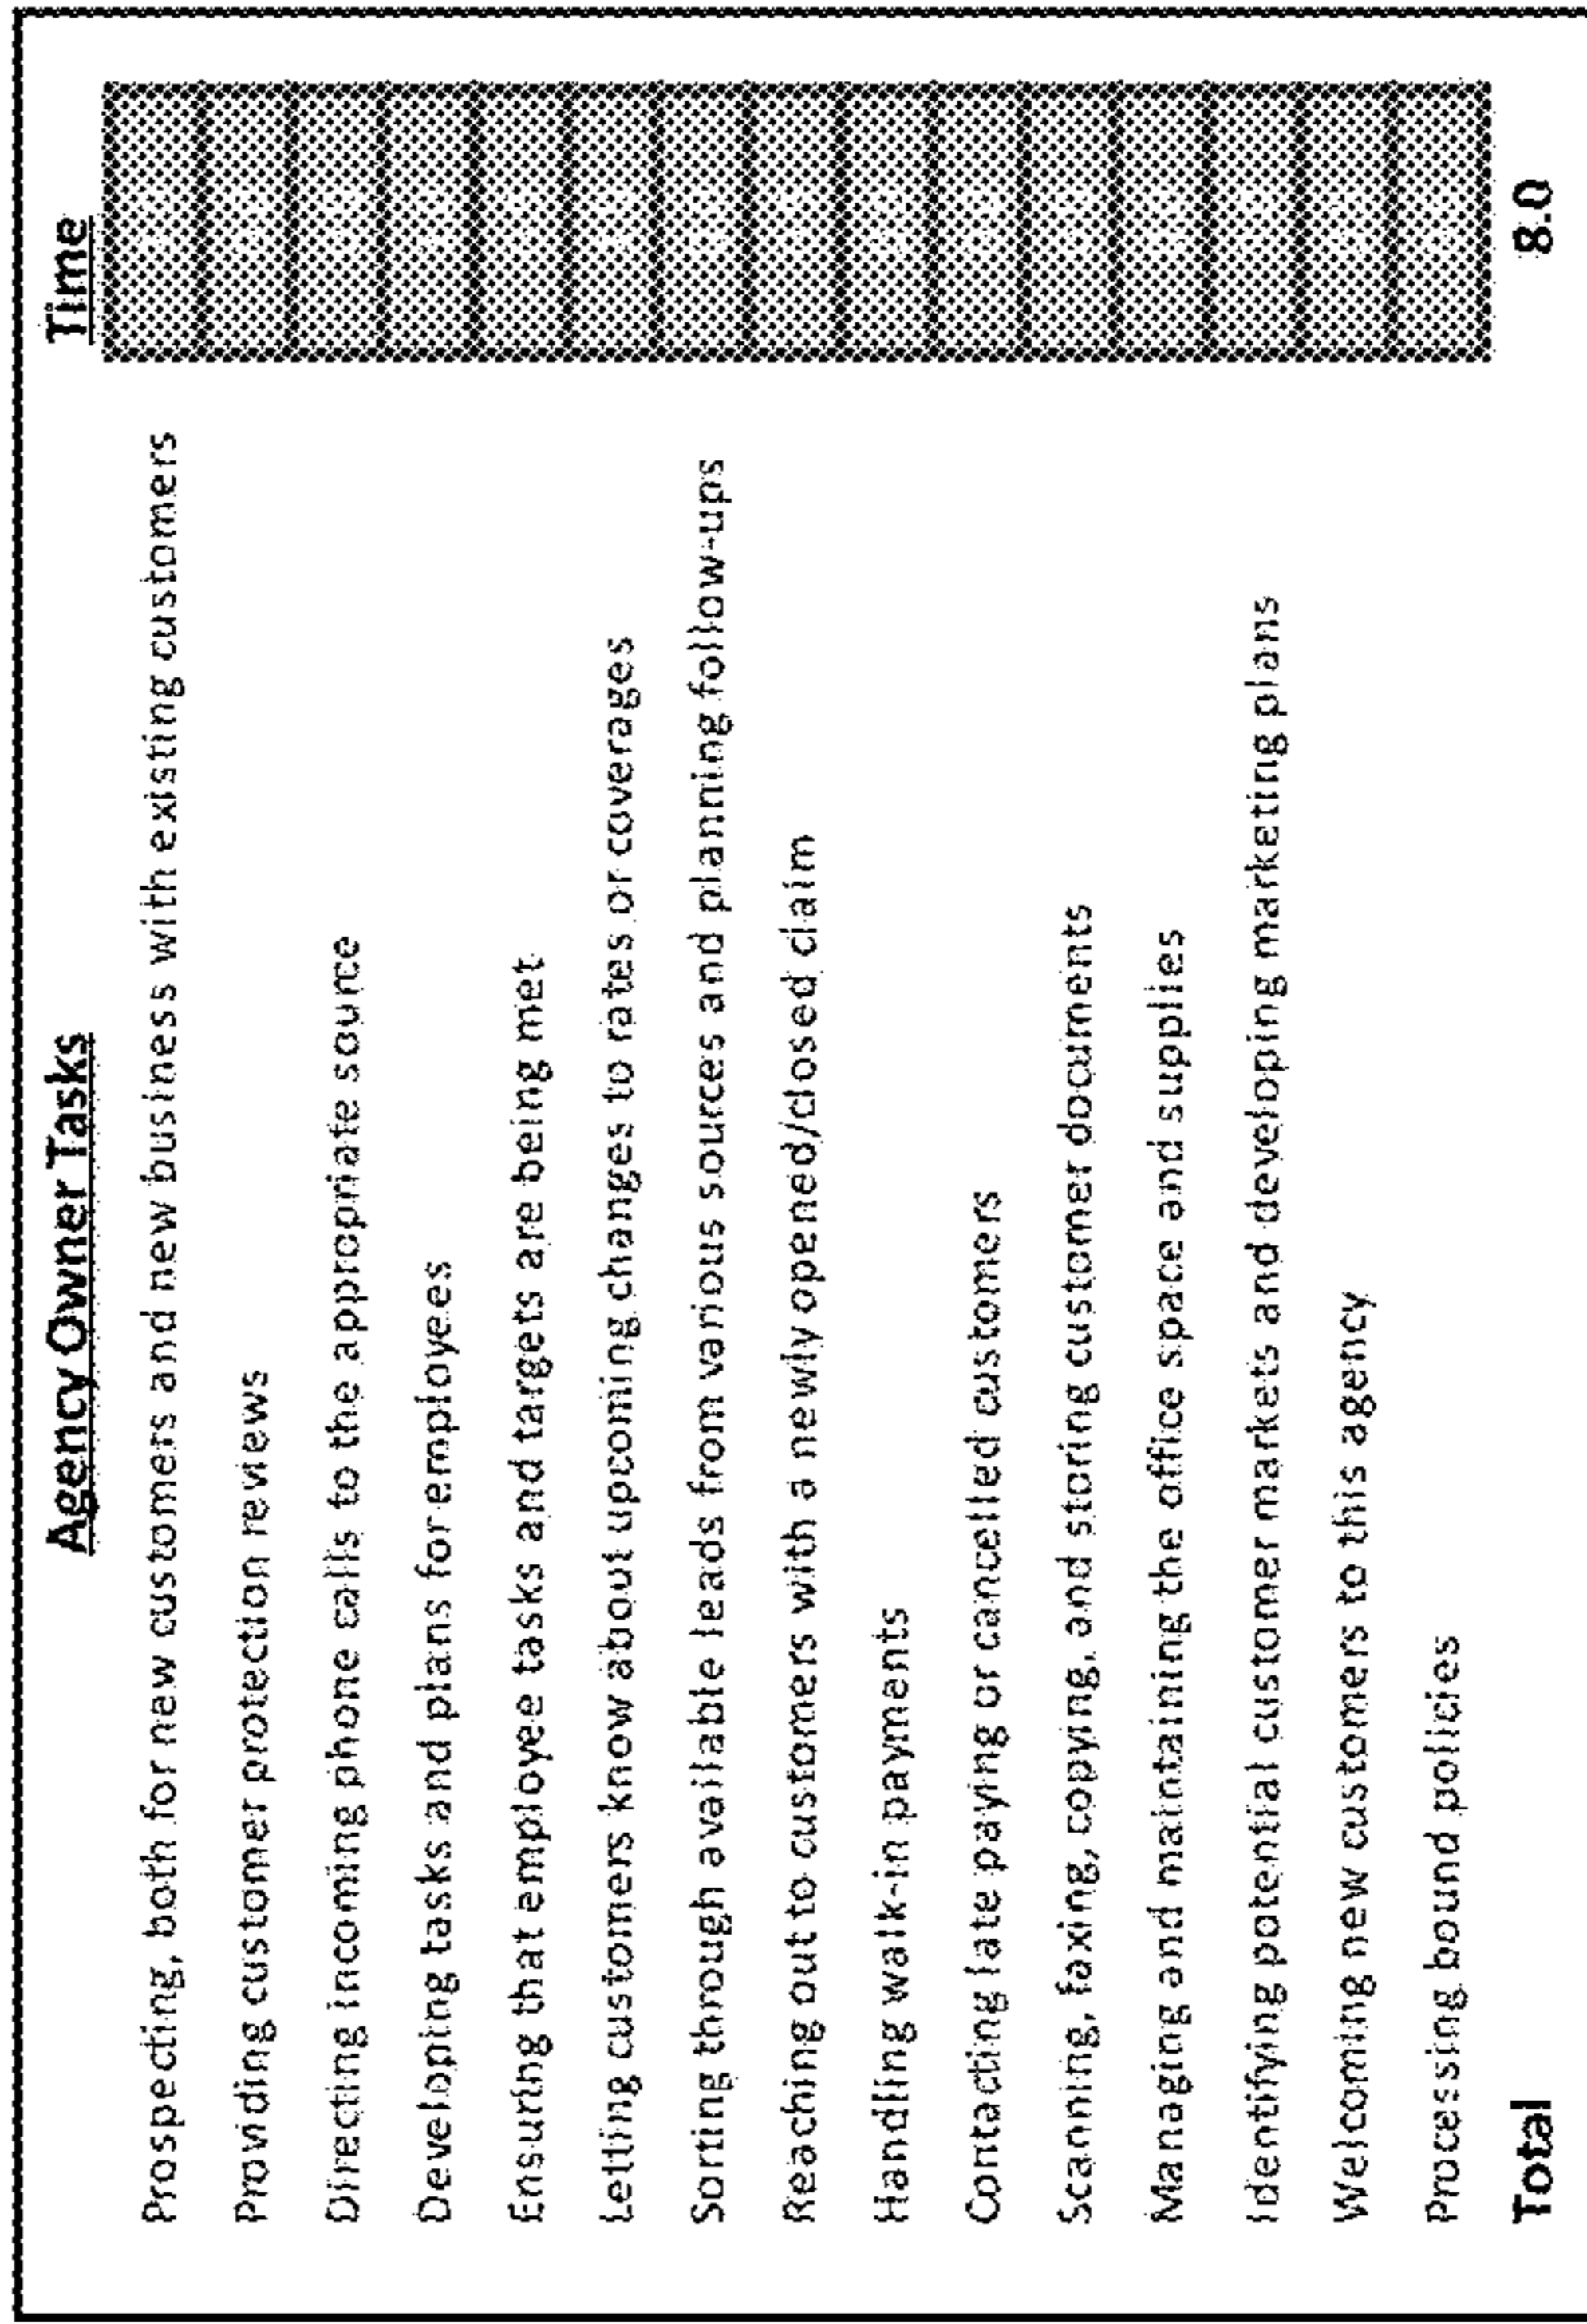 Agency Owner Tasks Time
Prospecting, both for new customers and new business with existing customers
Providing customer protection reviews
Directing incoming phone calls to the appropriate source
Developing tasks and plans for employees
Ensuring that employee tasks and targets are being met
Letting customers know about upcoming changes to rates or coverages
Sorting through available leads from various sources and planning follow-ups
Reaching out to customers with a newly opened/closed claim
Handling walk-in payments
Contacting late paying or cancelled customers
Scanning, faxing, copying, and storing customer documents
Managing and maintaining the office space and supplies
Identifying potential customer markets and developing marketing plans
Welcoming new customers to this agency
Processing bound policies
Total 8.0